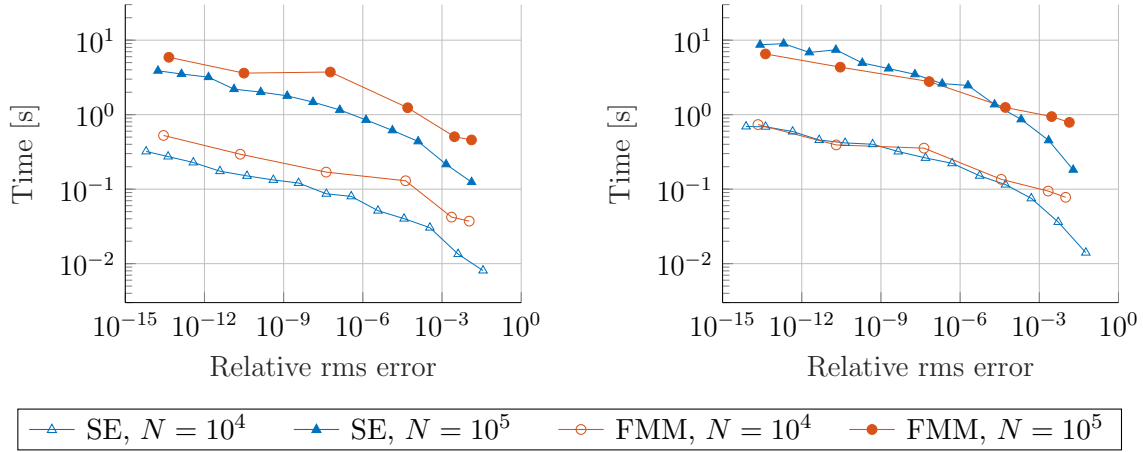 10^1
10^0
10^−1
10^−2
Time [s]
10^−15 10^−12 10^−9 10^−6 10^−3 10^0
Relative rms error
10^1
10^0
10^−1
10^−2
Time [s]
10^−15 10^−12 10^−9 10^−6 10^−3 10^0
Relative rms error
SE, N = 10^4 SE, N = 10^5 FMM, N = 10^4 FMM, N = 10^5